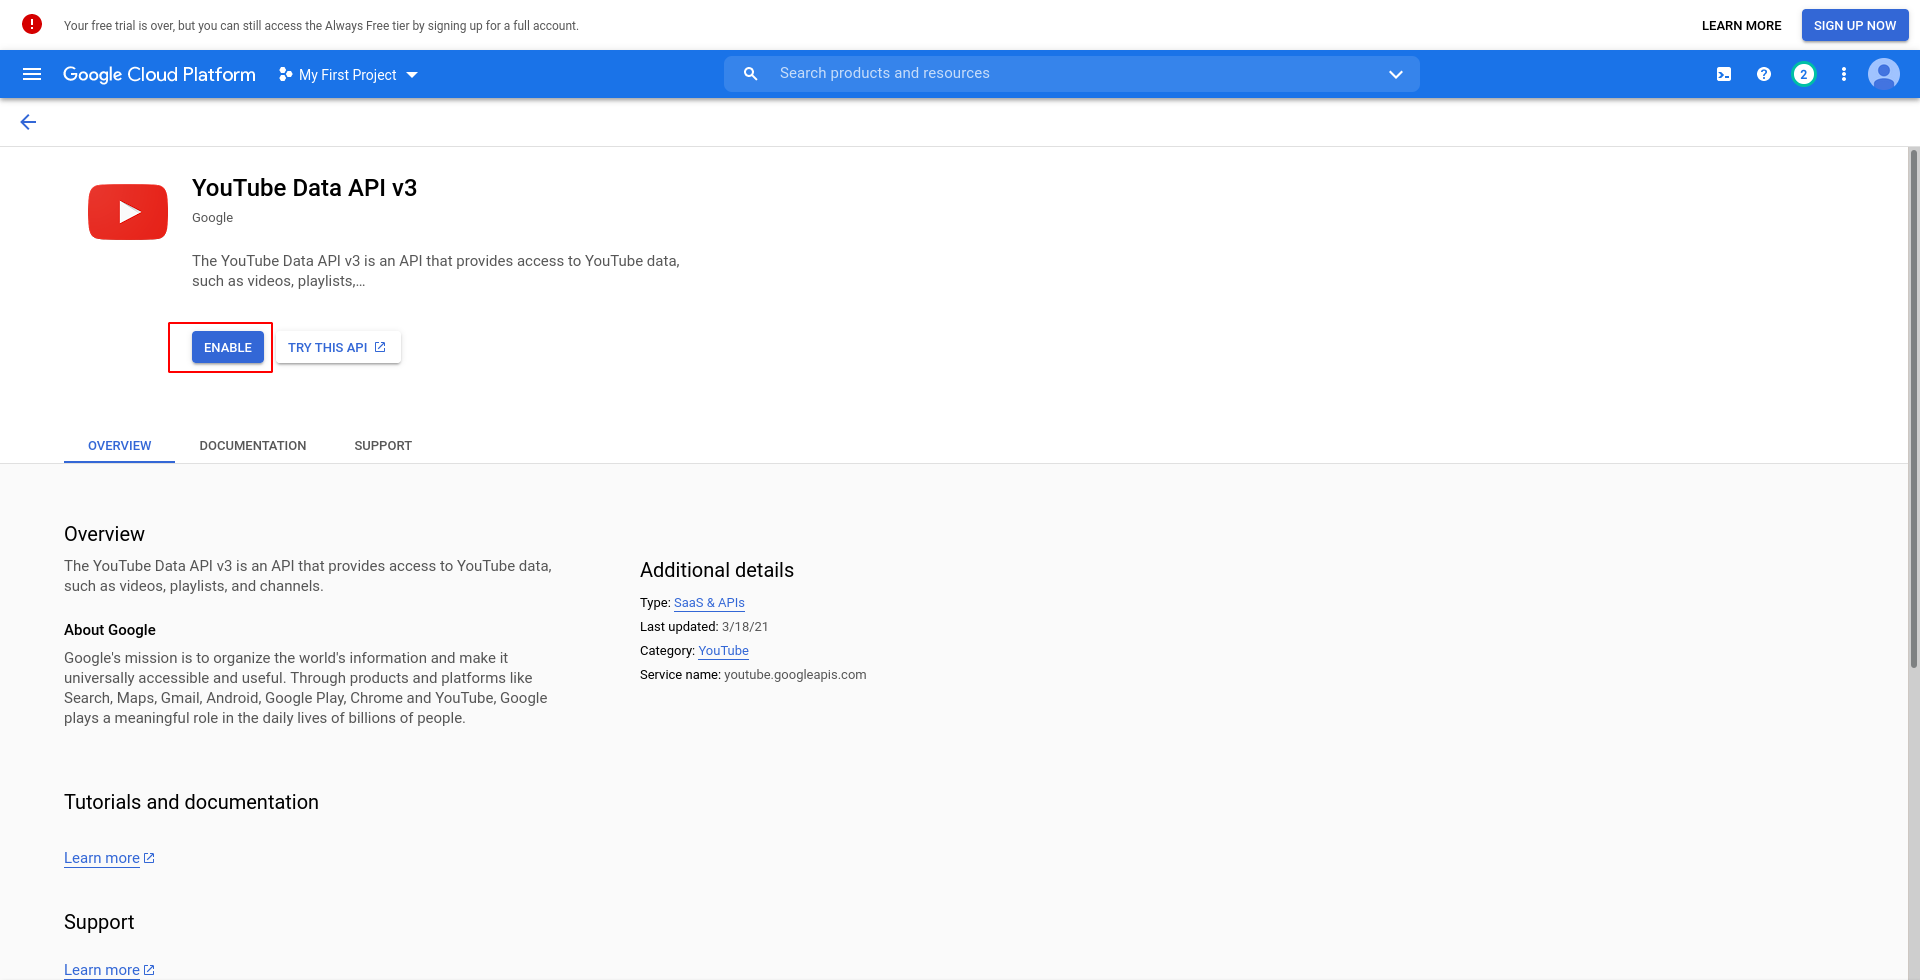 Your free trial is over, but you can still access the Always Free tier by signing up for a full account.
LEARN MORE
SIGN UP NOW
Google Cloud Platform
My First Project
Search products and resources
2
YouTube Data API v3
Google
The YouTube Data API v3 is an API that provides access to YouTube data,
such as videos, playlists,...
ENABLE
TRY THIS API
OVERVIEW
DOCUMENTATION
SUPPORT
Overview
The YouTube Data API v3 is an API that provides access to YouTube data,
such as videos, playlists, and channels.
About Google
Google's mission is to organize the world's information and make it
universally accessible and useful. Through products and platforms like
Search, Maps, Gmail, Android, Google Play, Chrome and YouTube, Google
plays a meaningful role in the daily lives of billions of people.
Additional details
Type: SaaS & APIs
Last updated: 3/18/21
Category: YouTube
Service name: youtube.googleapis.com
Tutorials and documentation
Learn more
Support
Learn more